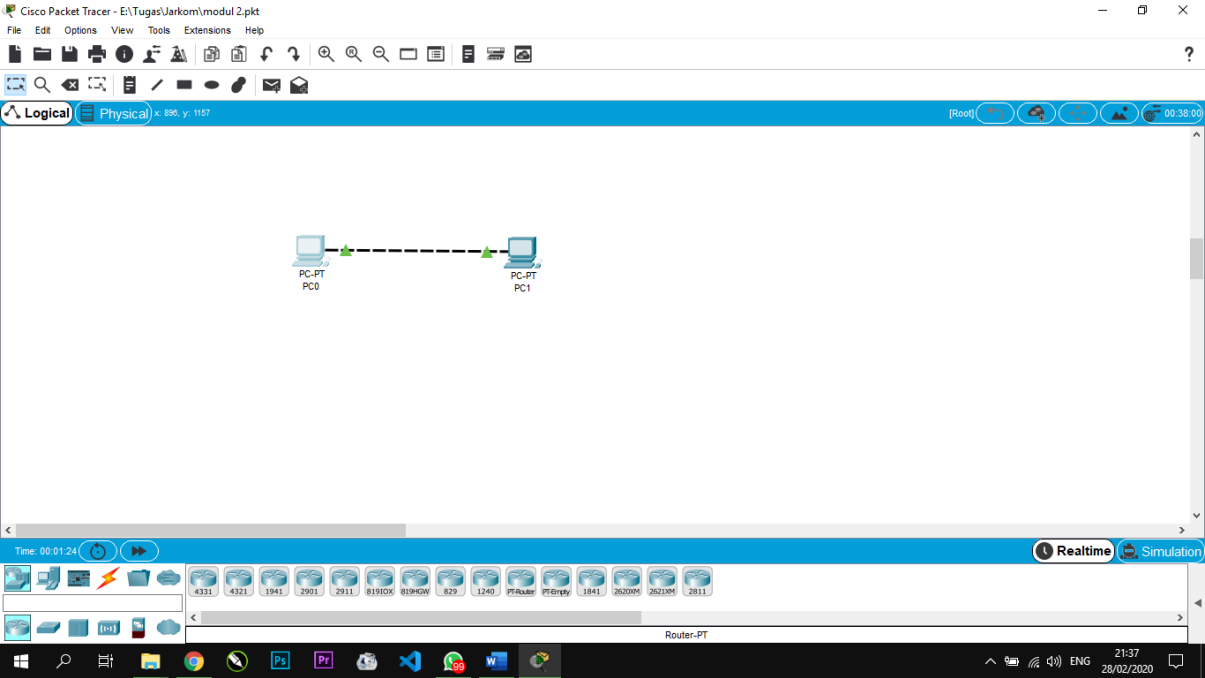 Cisco Packet Tracer - E:\Tugas\Jarkom\modul 2.pkt
File Edit Options View Tools Extensions Help
?
Logical Physical x: 896, y: 1157 [Root] 00:38:00
PC-PT
PC0
PC-PT
PC1
Time: 00:01:24 Realtime Simulation
4331 4321 1941 2901 2911 819IOX 819HGW 829 1240 PT-Router PT-Empty 1841 2620XM 2621XM 2811
Router-PT
Ps Pr 99 ENG 21:37
28/02/2020